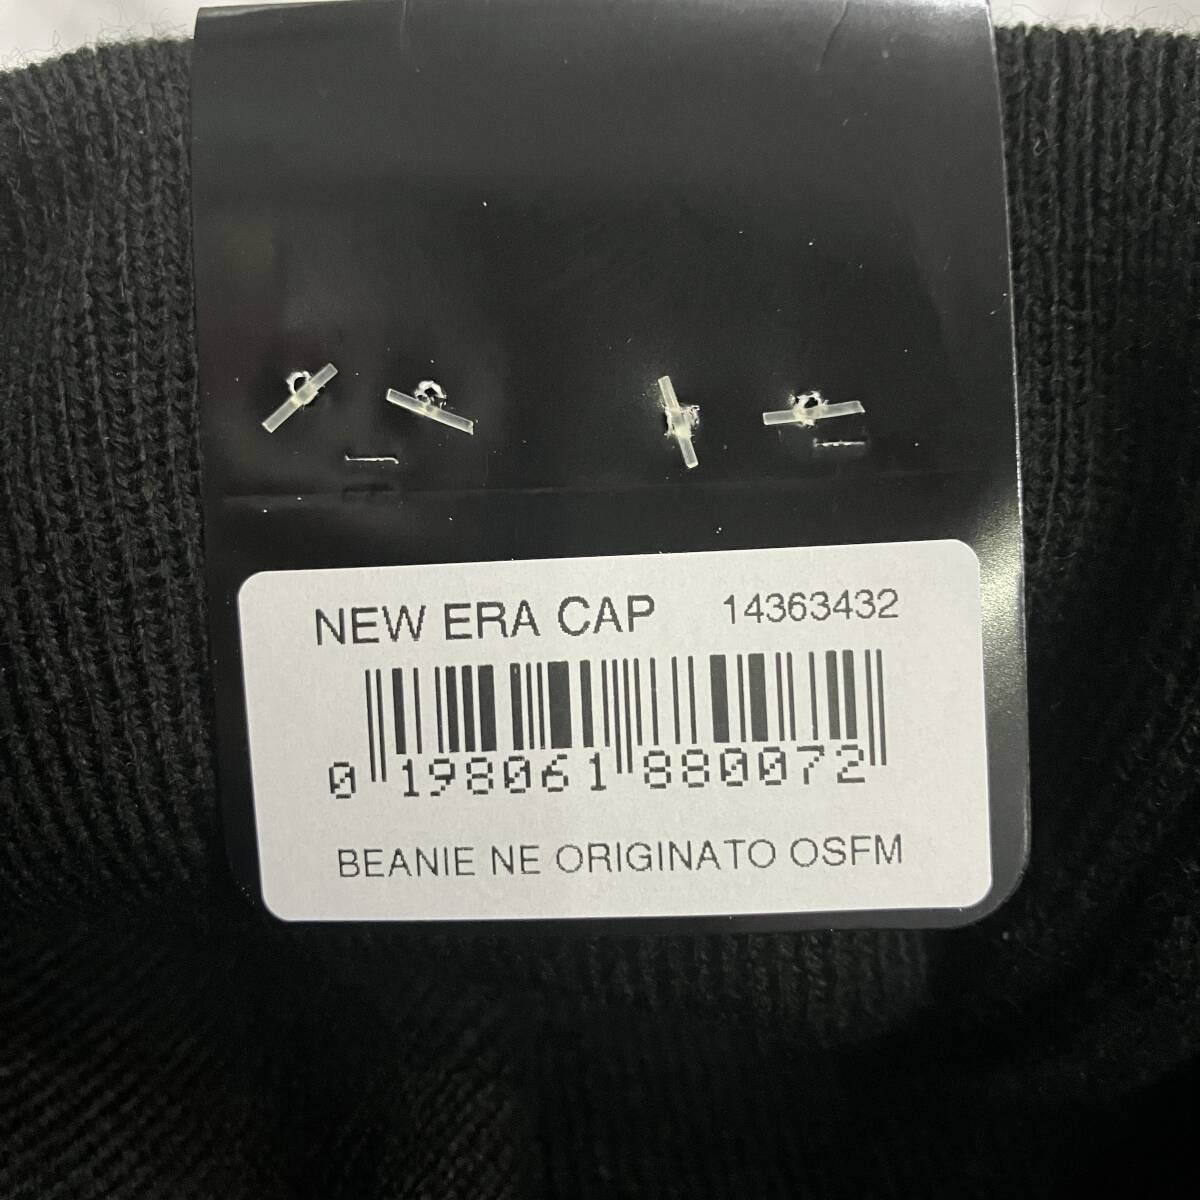 NEW ERA CAP 14363432
0 198061 880072
BEANIE NE ORIGINATO OSFM